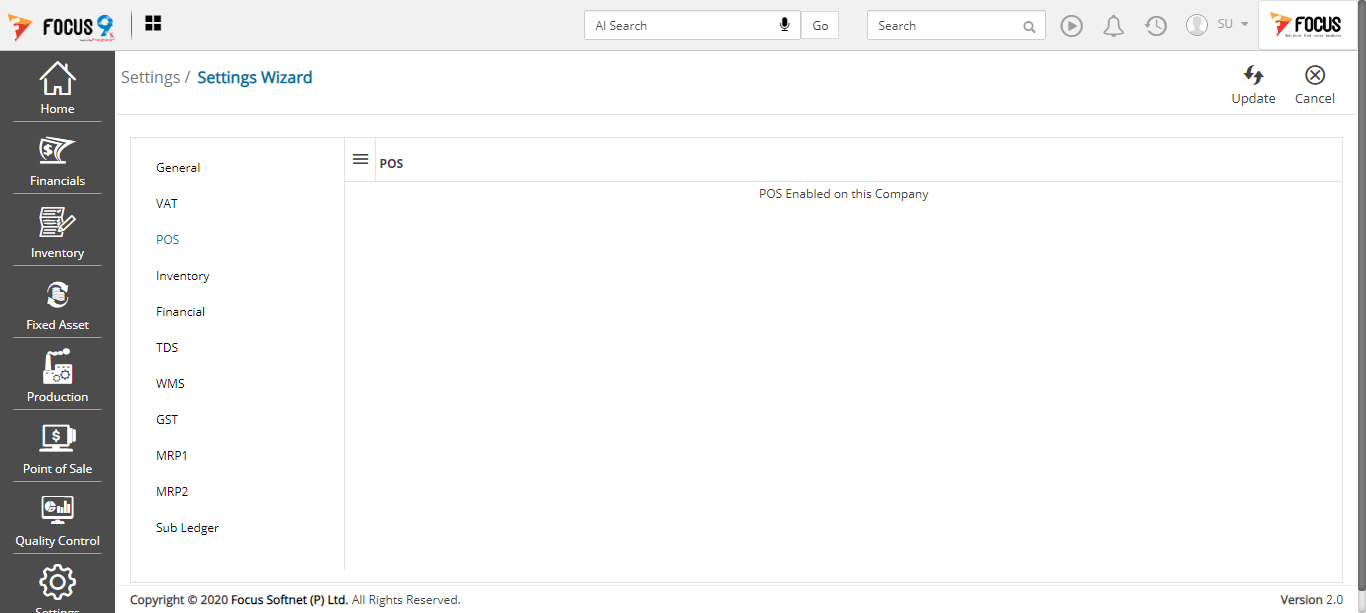 FOCUS 9
AI Search
Go
Search
SU
FOCUS
Settings / Settings Wizard
Update
Cancel
Home
Financials
Inventory
Fixed Asset
Production
Point of Sale
Quality Control
Settings
General
VAT
POS
Inventory
Financial
TDS
WMS
GST
MRP1
MRP2
Sub Ledger
POS
POS Enabled on this Company
Copyright © 2020 Focus Softnet (P) Ltd. All Rights Reserved.
Version 2.0